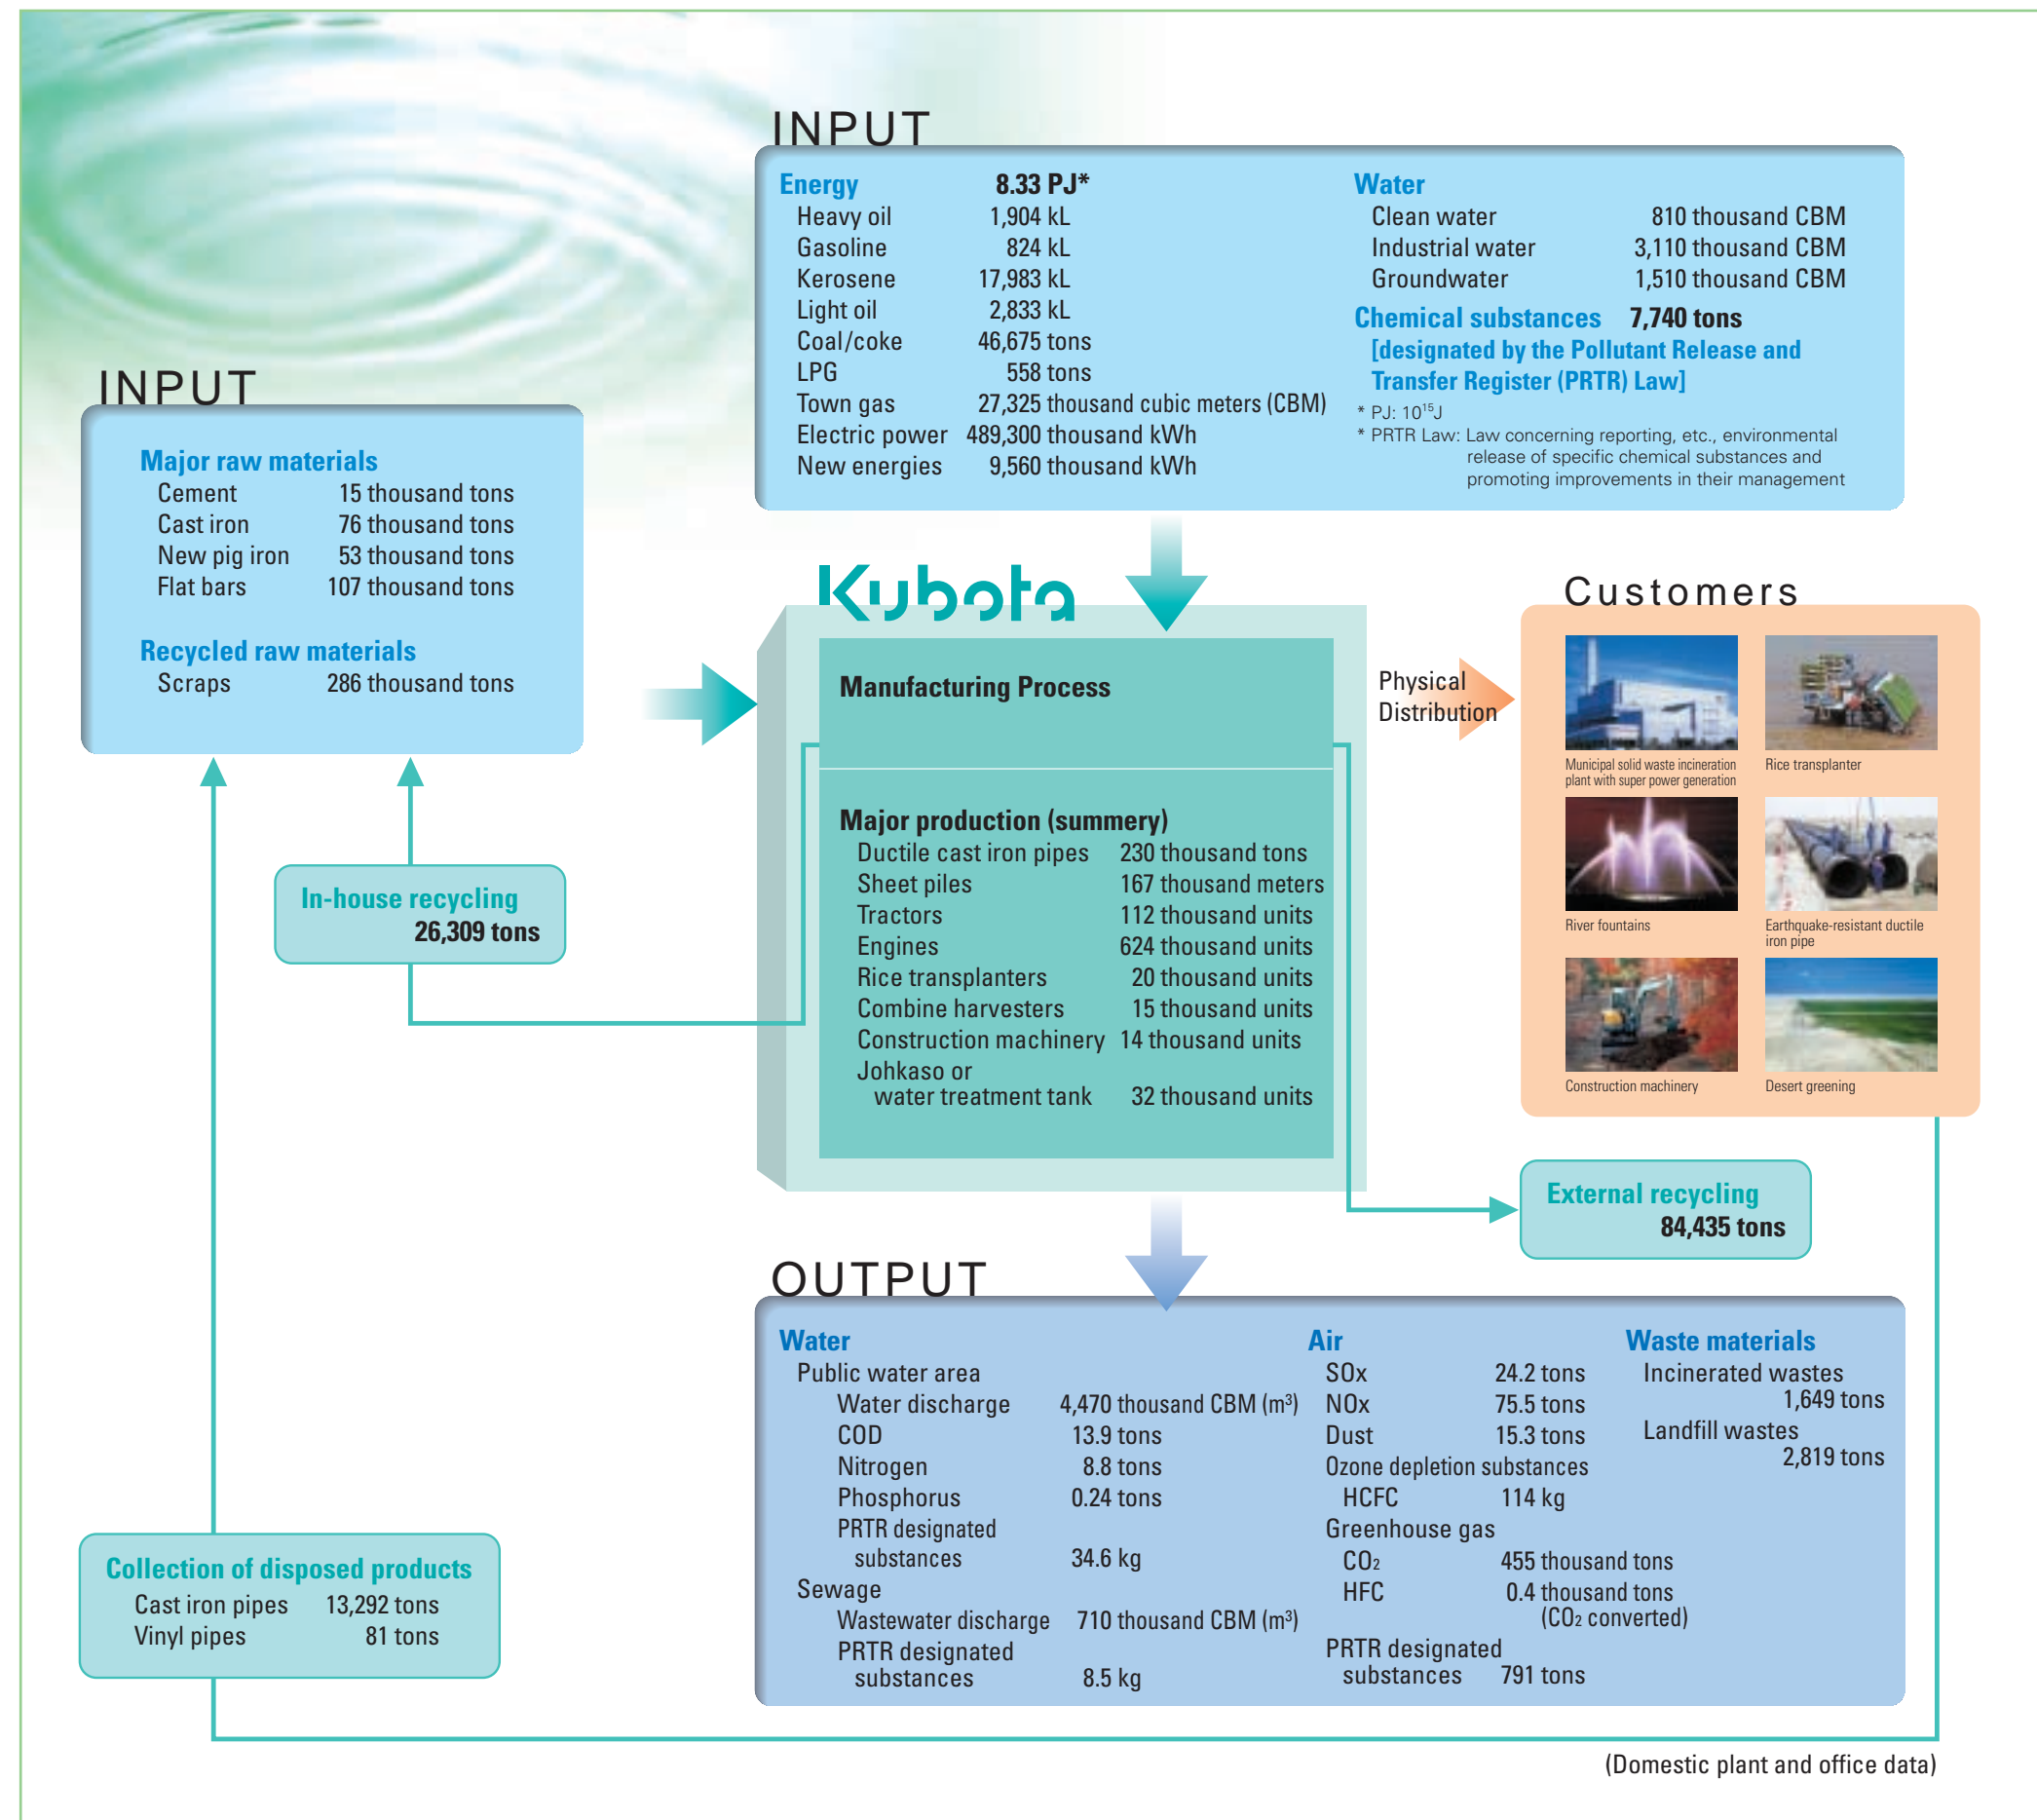 INPUT
Energy 8.33 PJ*
Heavy oil 1,904 kL
Gasoline 824 kL
Kerosene 17,983 kL
Light oil 2,833 kL
Coal/coke 46,675 tons
LPG 558 tons
Town gas 27,325 thousand cubic meters (CBM)
Electric power 489,300 thousand kWh
New energies 9,560 thousand kWh
Water
Clean water 810 thousand CBM
Industrial water 3,110 thousand CBM
Groundwater 1,510 thousand CBM
Chemical substances 7,740 tons
[designated by the Pollutant Release and
Transfer Register (PRTR) Law]
* PJ: 10¹⁵J
* PRTR Law: Law concerning reporting, etc., environmental
release of specific chemical substances and
promoting improvements in their management
INPUT
Major raw materials
Cement 15 thousand tons
Cast iron 76 thousand tons
New pig iron 53 thousand tons
Flat bars 107 thousand tons
Recycled raw materials
Scraps 286 thousand tons
Kubota
Manufacturing Process
Major production (summery)
Ductile cast iron pipes 230 thousand tons
Sheet piles 167 thousand meters
Tractors 112 thousand units
Engines 624 thousand units
Rice transplanters 20 thousand units
Combine harvesters 15 thousand units
Construction machinery 14 thousand units
Johkaso or
water treatment tank 32 thousand units
Physical
Distribution
Customers
Municipal solid waste incineration
plant with super power generation
Rice transplanter
River fountains
Earthquake-resistant ductile
iron pipe
Construction machinery
Desert greening
In-house recycling
26,309 tons
External recycling
84,435 tons
OUTPUT
Water
Public water area
Water discharge 4,470 thousand CBM (m³)
COD 13.9 tons
Nitrogen 8.8 tons
Phosphorus 0.24 tons
PRTR designated
substances 34.6 kg
Sewage
Wastewater discharge 710 thousand CBM (m³)
PRTR designated
substances 8.5 kg
Air
SOx 24.2 tons
NOx 75.5 tons
Dust 15.3 tons
Ozone depletion substances
HCFC 114 kg
Greenhouse gas
CO₂ 455 thousand tons
HFC 0.4 thousand tons
(CO₂ converted)
PRTR designated
substances 791 tons
Waste materials
Incinerated wastes
1,649 tons
Landfill wastes
2,819 tons
Collection of disposed products
Cast iron pipes 13,292 tons
Vinyl pipes 81 tons
(Domestic plant and office data)